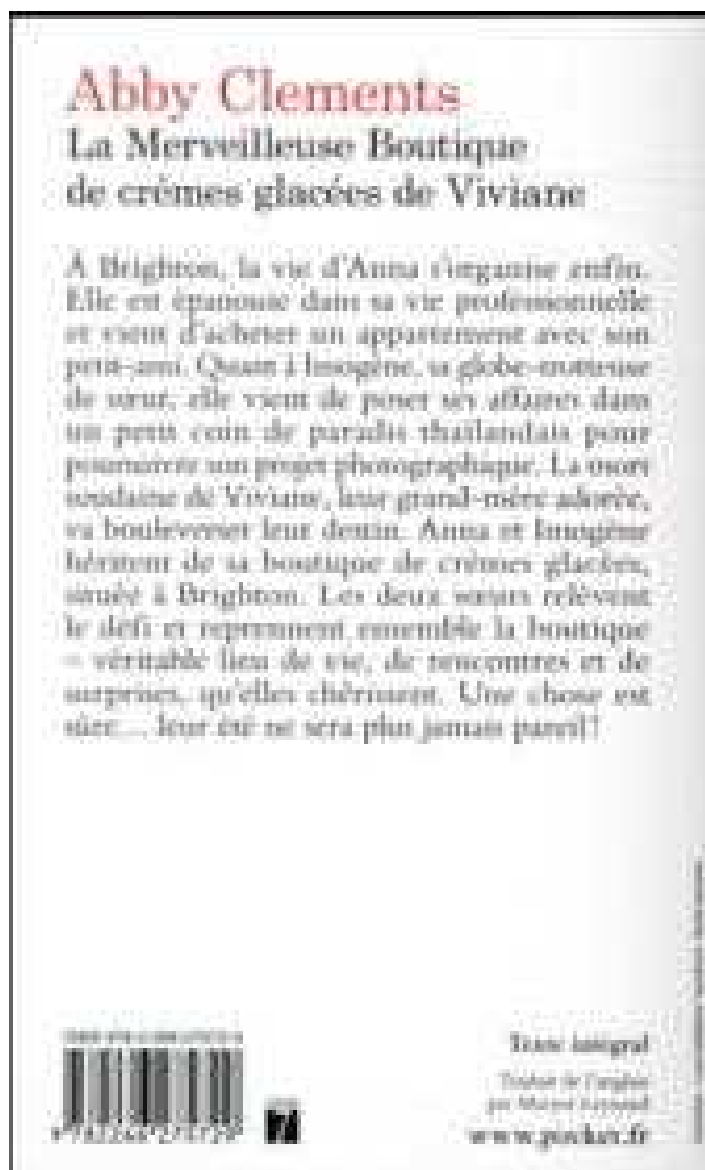 Abby Clements
La Merveilleuse Boutique
de crèmes glacées de Viviane
À Brighton, la vie d'Anna s'organise enfin.
Elle est épanouie dans sa vie professionnelle
et vient d'acheter un appartement avec son
petit-ami. Quant à Imogène, sa globe-trotteuse
de sœur, elle vient de poser ses affaires dans
un petit coin de paradis thaïlandais pour
poursuivre son projet photographique. La mort
soudaine de Viviane, leur grand-mère adorée,
va bouleverser leur destin. Anna et Imogène
héritent de sa boutique de crèmes glacées,
située à Brighton. Les deux sœurs relèvent
le défi et reprennent ensemble la boutique
– véritable lieu de vie, de rencontres et de
surprises, qu'elles chérissent. Une chose est
sûre… leur été ne sera plus jamais pareil !
Texte intégral
Traduit de l'anglais
par
www.pocket.fr